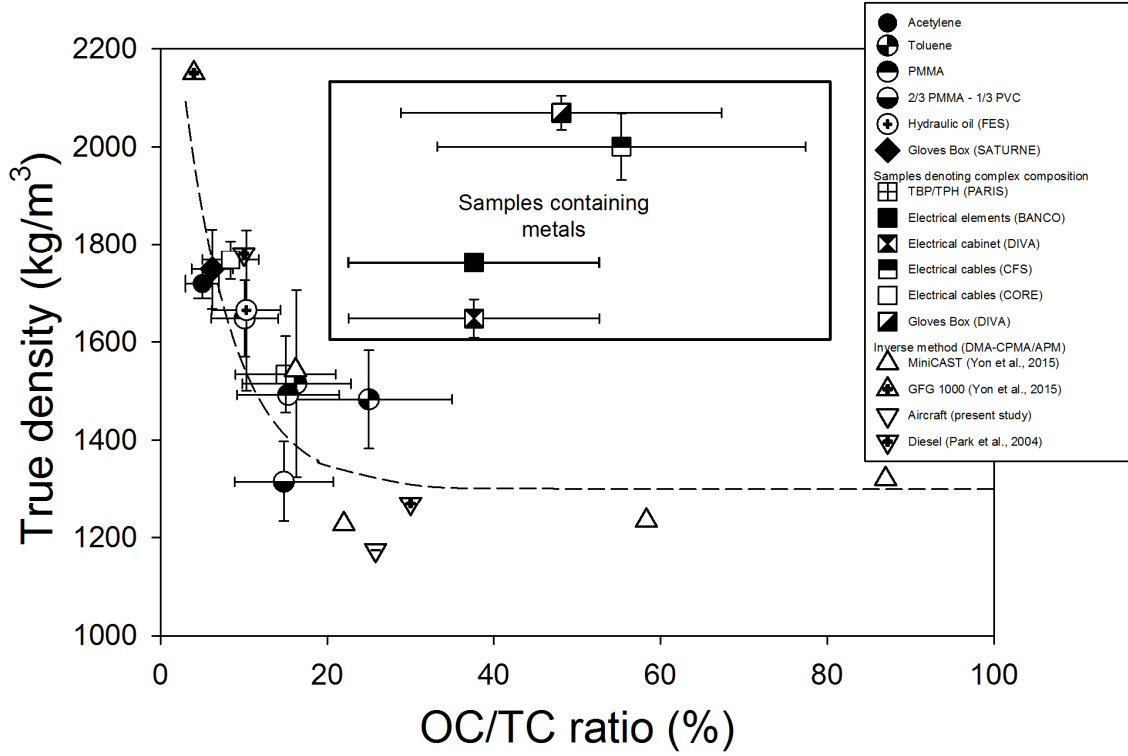 True density (kg/m³)
2200
2000
1800
1600
1400
1200
1000
0
20
40
60
80
100
OC/TC ratio (%)
Samples containing
metals
Acetylene
Toluene
PMMA
2/3 PMMA - 1/3 PVC
Hydraulic oil (FES)
Gloves Box (SATURNE)
Samples denoting complex composition
TBP/TPH (PARIS)
Electrical elements (BANCO)
Electrical cabinet (DIVA)
Electrical cables (CFS)
Electrical cables (CORE)
Gloves Box (DIVA)
Inverse method (DMA-CPMA/APM)
MiniCAST (Yon et al., 2015)
GFG 1000 (Yon et al., 2015)
Aircraft (present study)
Diesel (Park et al., 2004)